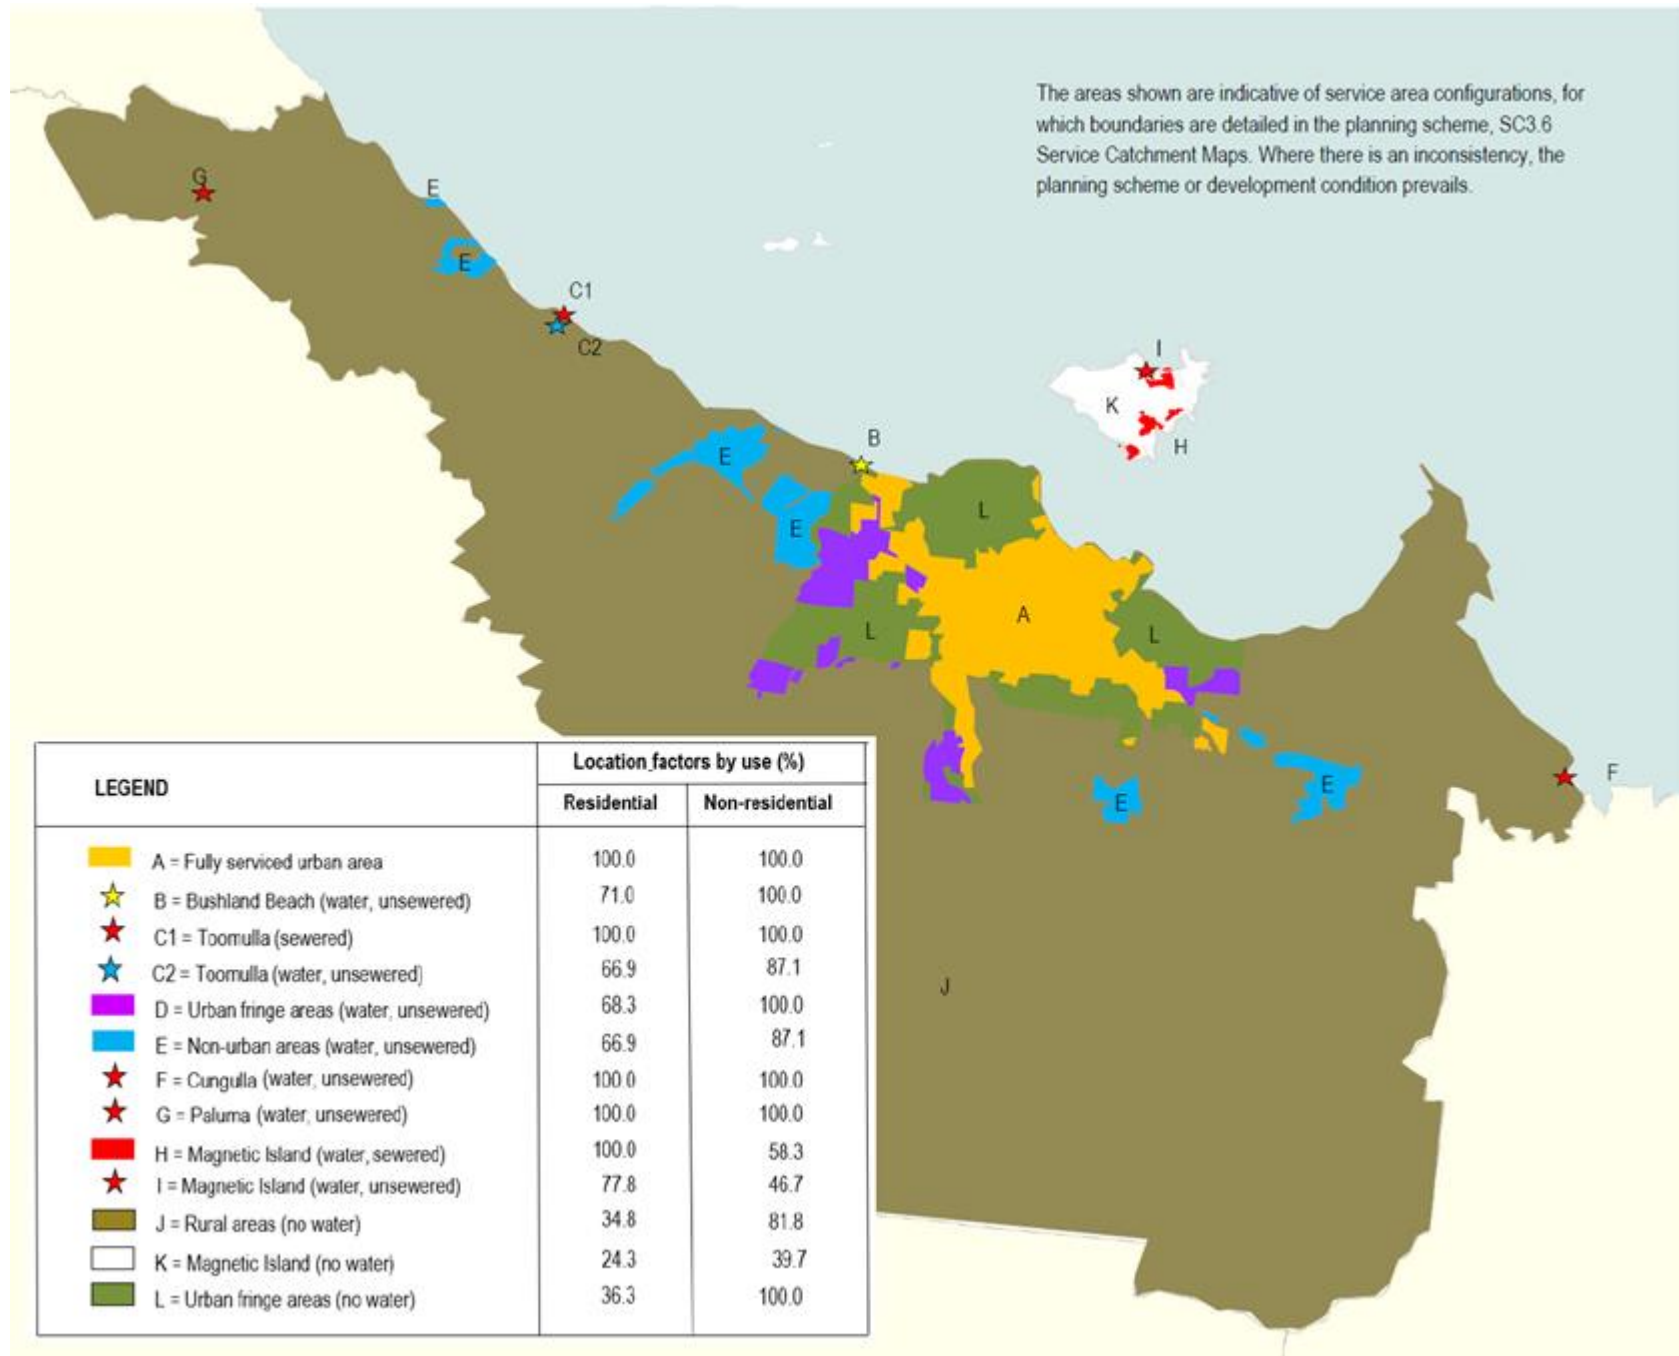 The areas shown are indicative of service area configurations, for
which boundaries are detailed in the planning scheme, SC3.6
Service Catchment Maps. Where there is an inconsistency, the
planning scheme or development condition prevails.
G
E
E
C1
C2
I
K
H
B
E
E
L
A
L
L
E
E
F
J
LEGEND
Location factors by use (%)
Residential Non-residential
A = Fully serviced urban area 100.0 100.0
B = Bushland Beach (water, unsewered) 71.0 100.0
C1 = Toomulla (sewered) 100.0 100.0
C2 = Toomulla (water, unsewered) 66.9 87.1
D = Urban fringe areas (water, unsewered) 68.3 100.0
E = Non-urban areas (water, unsewered) 66.9 87.1
F = Cungulla (water, unsewered) 100.0 100.0
G = Paluma (water, unsewered) 100.0 100.0
H = Magnetic Island (water, sewered) 100.0 58.3
I = Magnetic Island (water, unsewered) 77.8 46.7
J = Rural areas (no water) 34.8 81.8
K = Magnetic Island (no water) 24.3 39.7
L = Urban fringe areas (no water) 36.3 100.0